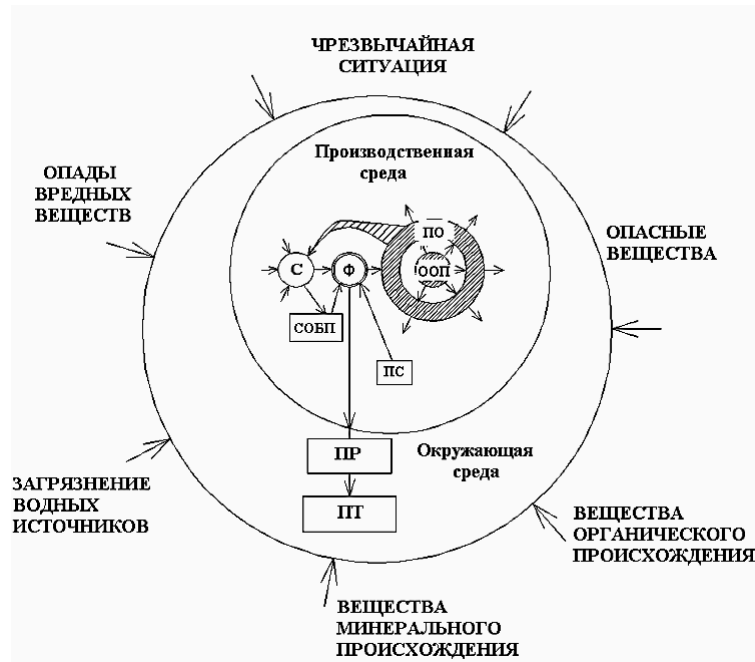 ЧРЕЗВЫЧАЙНАЯ
СИТУАЦИЯ
Производственная
среда
ОПАДЫ
ВРЕДНЫХ
ВЕЩЕСТВ
ОПАСНЫЕ
ВЕЩЕСТВА
ПО
С
Ф
ООП
СОБП
ПС
ПР
Окружающая
среда
ПТ
ЗАГРЯЗНЕНИЕ
ВОДНЫХ
ИСТОЧНИКОВ
ВЕЩЕСТВА
ОРГАНИЧЕСКОГО
ПРОИСХОЖДЕНИЯ
ВЕЩЕСТВА
МИНЕРАЛЬНОГО
ПРОИСХОЖДЕНИЯ